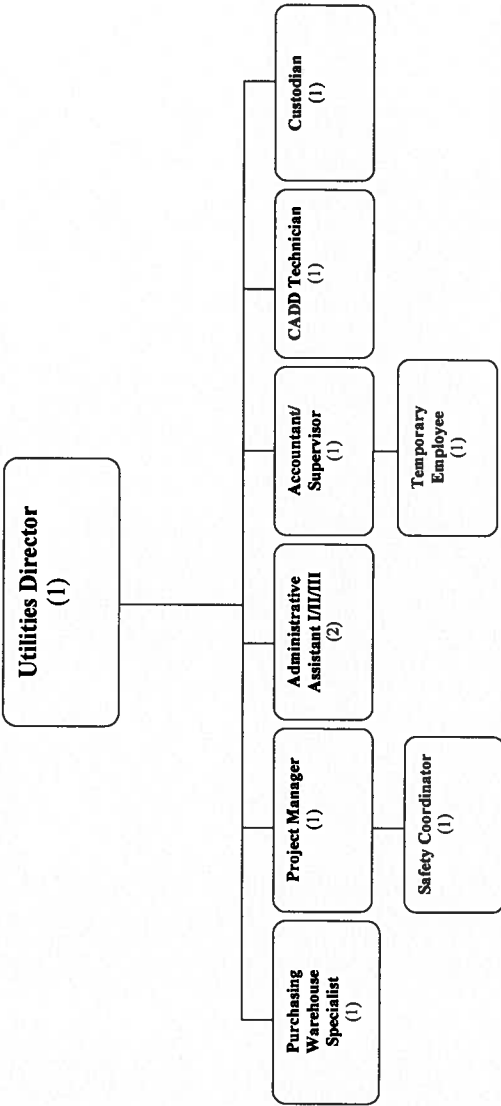 Utilities Director
(1)
Purchasing
Warehouse
Specialist
(1)
Project Manager
(1)
Administrative
Assistant I/II/III
(2)
Accountant/
Supervisor
(1)
CADD Technician
(1)
Custodian
(1)
Safety Coordinator
(1)
Temporary
Employee
(1)